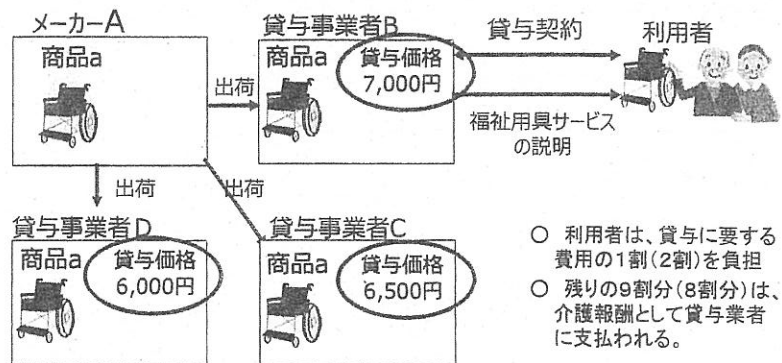 メーカーA
商品a
出荷
貸与事業者B
商品a
貸与価格
7,000円
貸与契約
利用者
福祉用具サービス
の説明
出荷
出荷
貸与事業者D
商品a
貸与価格
6,000円
貸与事業者C
商品a
貸与価格
6,500円
○ 利用者は、貸与に要する
費用の1割(2割)を負担
○ 残りの9割分(8割分)は、
介護報酬として貸与業者
に支払われる。